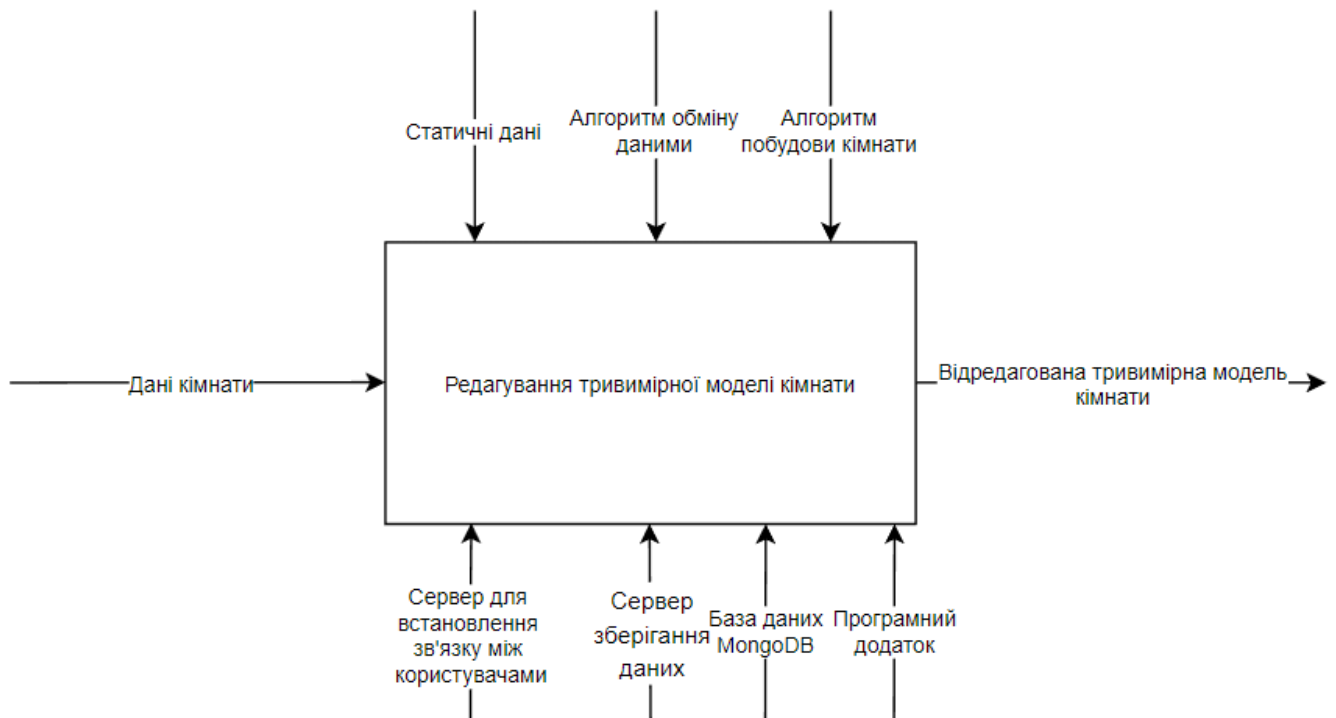 Статичні дані
Алгоритм обміну
даними
Алгоритм
побудови кімнати
Дані кімнати
Редагування тривимірної моделі кімнати
Відредагована тривимірна модель
кімнати
Сервер для
встановлення
зв'язку між
користувачами
Сервер
зберігання
даних
База даних
MongoDB
Програмний
додаток